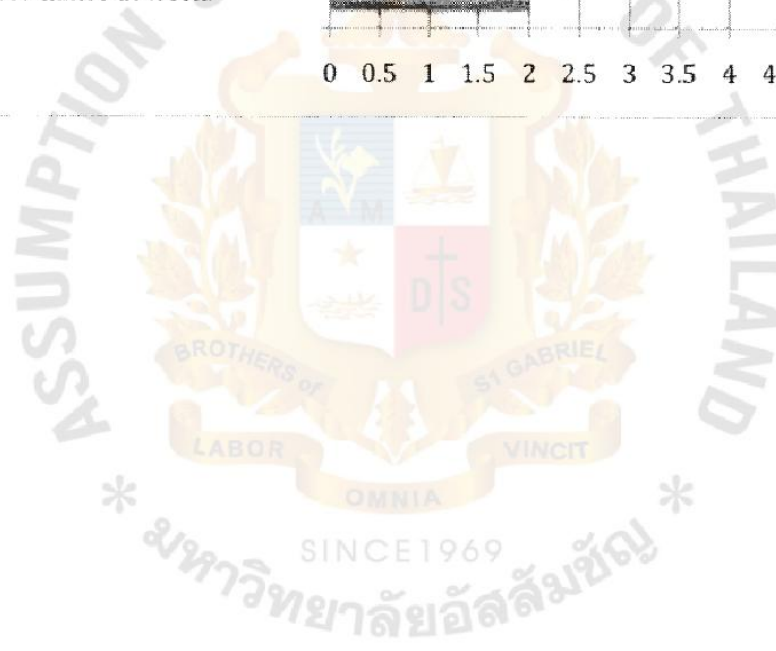 0 0.5 1 1.5 2 2.5 3 3.5 4 4
ASSUMPTION
OF THAILAND
A M
D S
BROTHERS of
ST GABRIEL
LABOR
VINCIT
OMNIA
SINCE1969
* มหาวิทยาลัยอัสสัมชัญ *